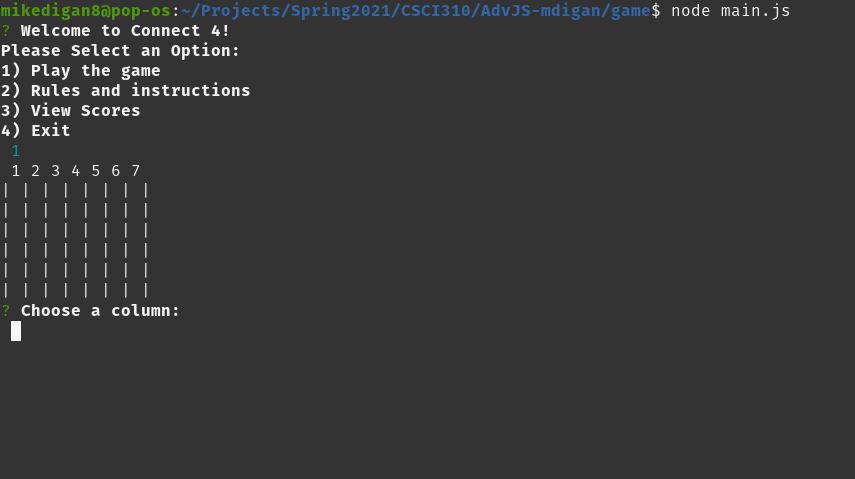 mikedigan8@pop-os:~/Projects/Spring2021/CSCI310/AdvJS-mdigan/game$ node main.js
? Welcome to Connect 4!
Please Select an Option:
1) Play the game
2) Rules and instructions
3) View Scores
4) Exit
 1
 1 2 3 4 5 6 7
| | | | | | | |
| | | | | | | |
| | | | | | | |
| | | | | | | |
| | | | | | | |
| | | | | | | |
? Choose a column: